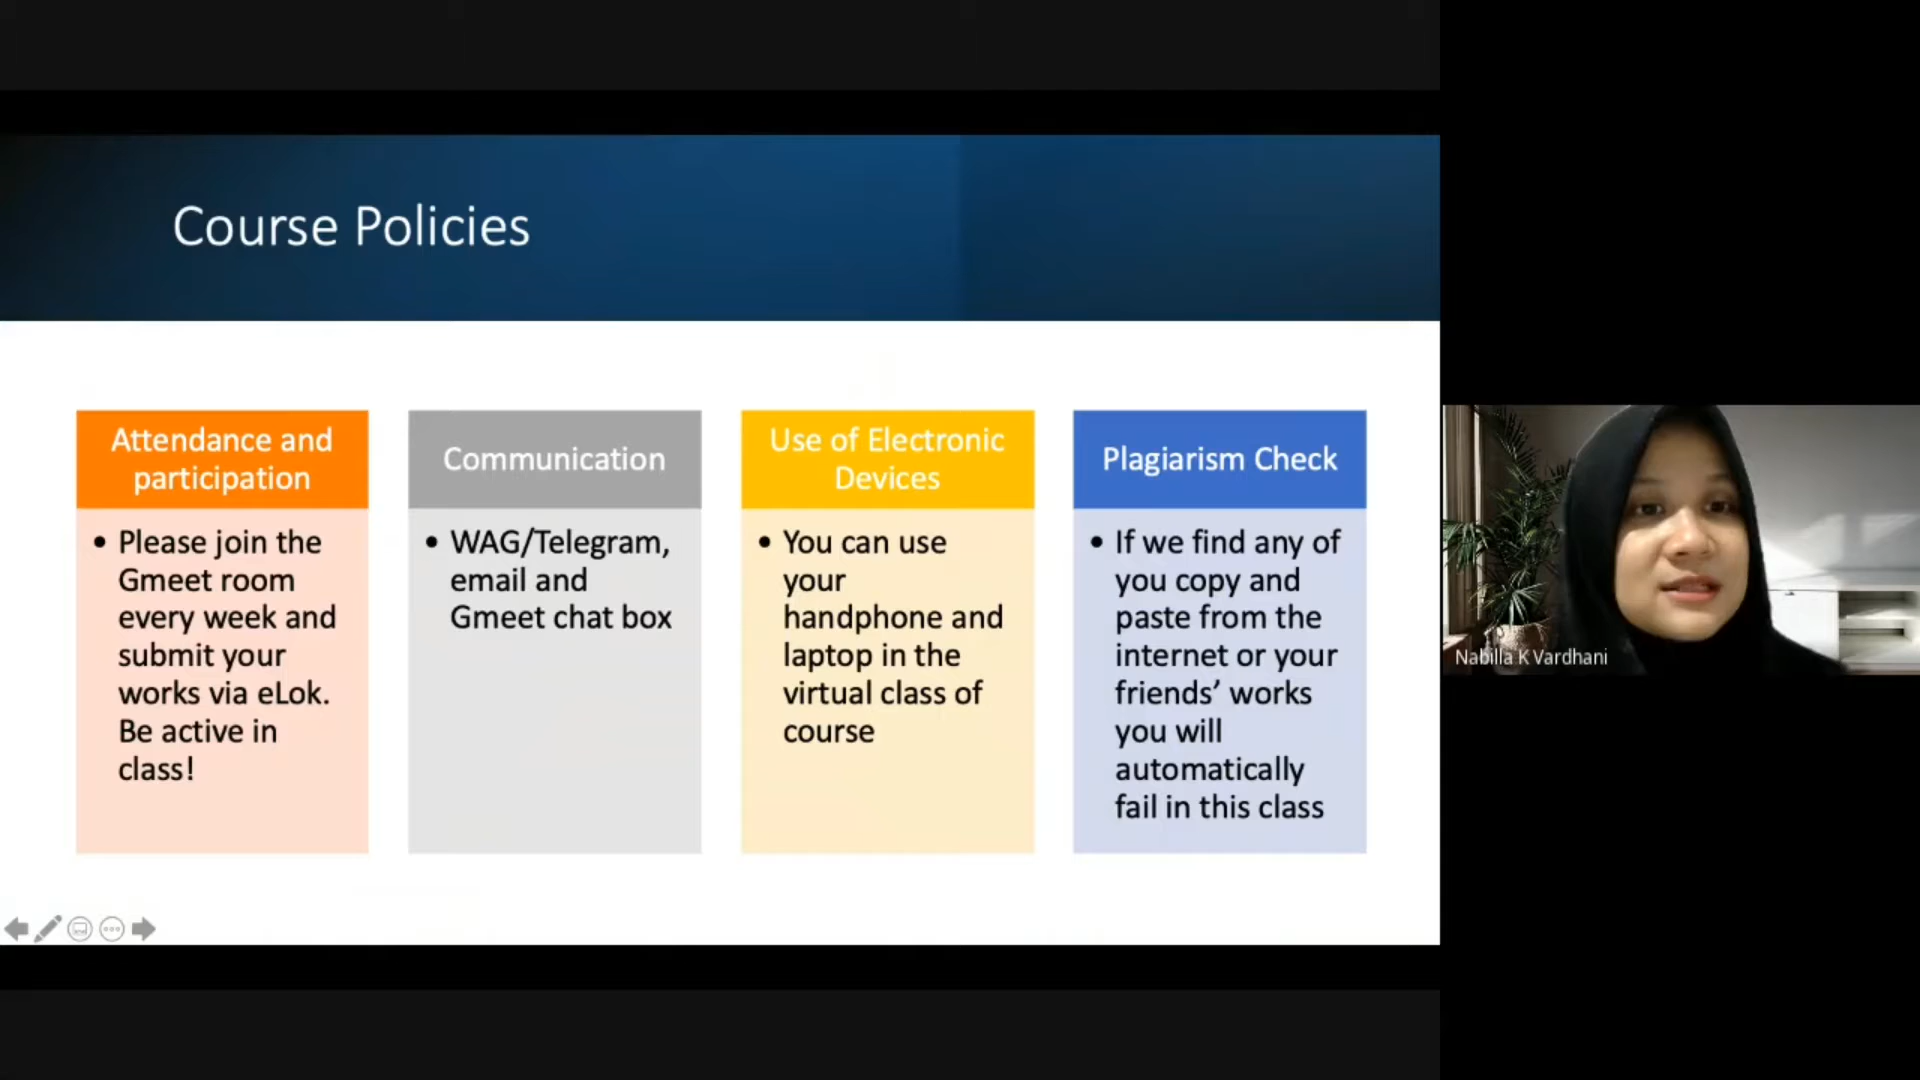 Course Policies
Attendance and
participation
• Please join the
Gmeet room
every week and
submit your
works via eLok.
Be active in
class!
Communication
• WAG/Telegram,
email and
Gmeet chat box
Use of Electronic
Devices
• You can use
your
handphone and
laptop in the
virtual class of
course
Plagiarism Check
• If we find any of
you copy and
paste from the
internet or your
friends’ works
you will
automatically
fail in this class
Nabilla K Vardhani